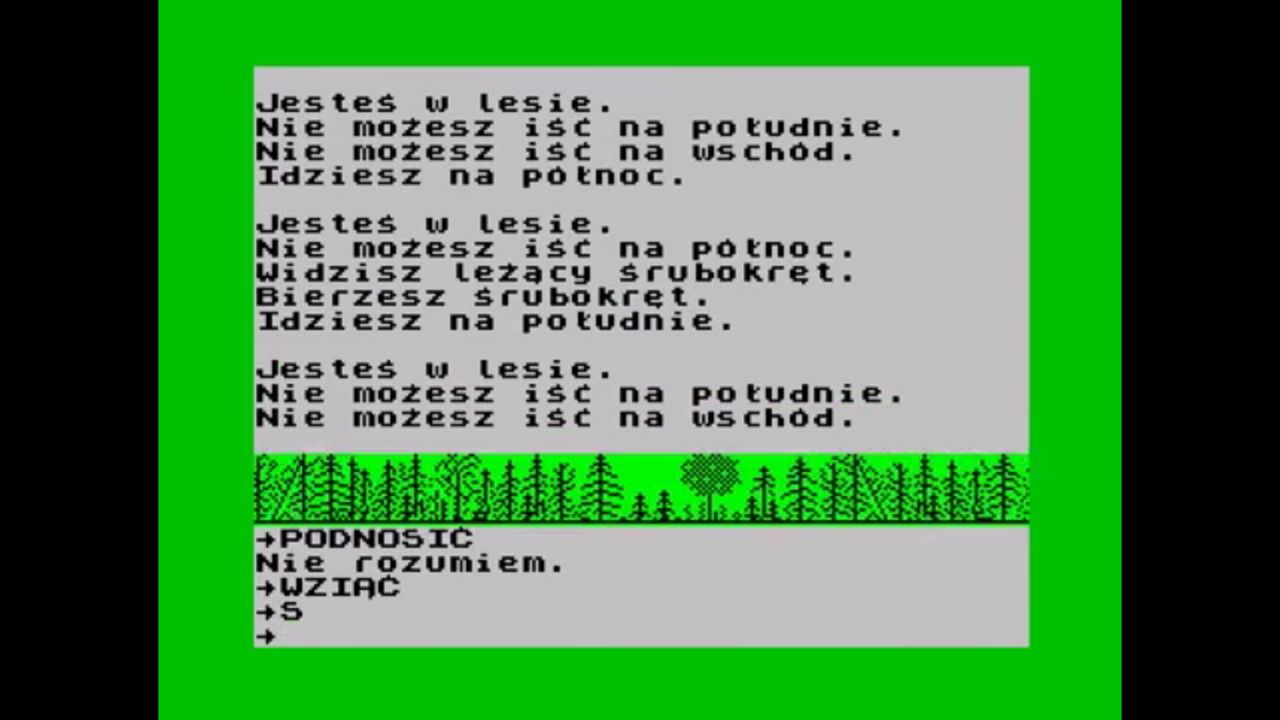 Jesteś w lesie.
Nie możesz iść na południe.
Nie możesz iść na wschód.
Idziesz na północ.
Jesteś w lesie.
Nie możesz iść na północ.
Widzisz leżący śrubokręt.
Bierzesz śrubokręt.
Idziesz na południe.
Jesteś w lesie.
Nie możesz iść na południe.
Nie możesz iść na wschód.
→PODNOSIĆ
Nie rozumiem.
→WZIĄĆ
→S
→